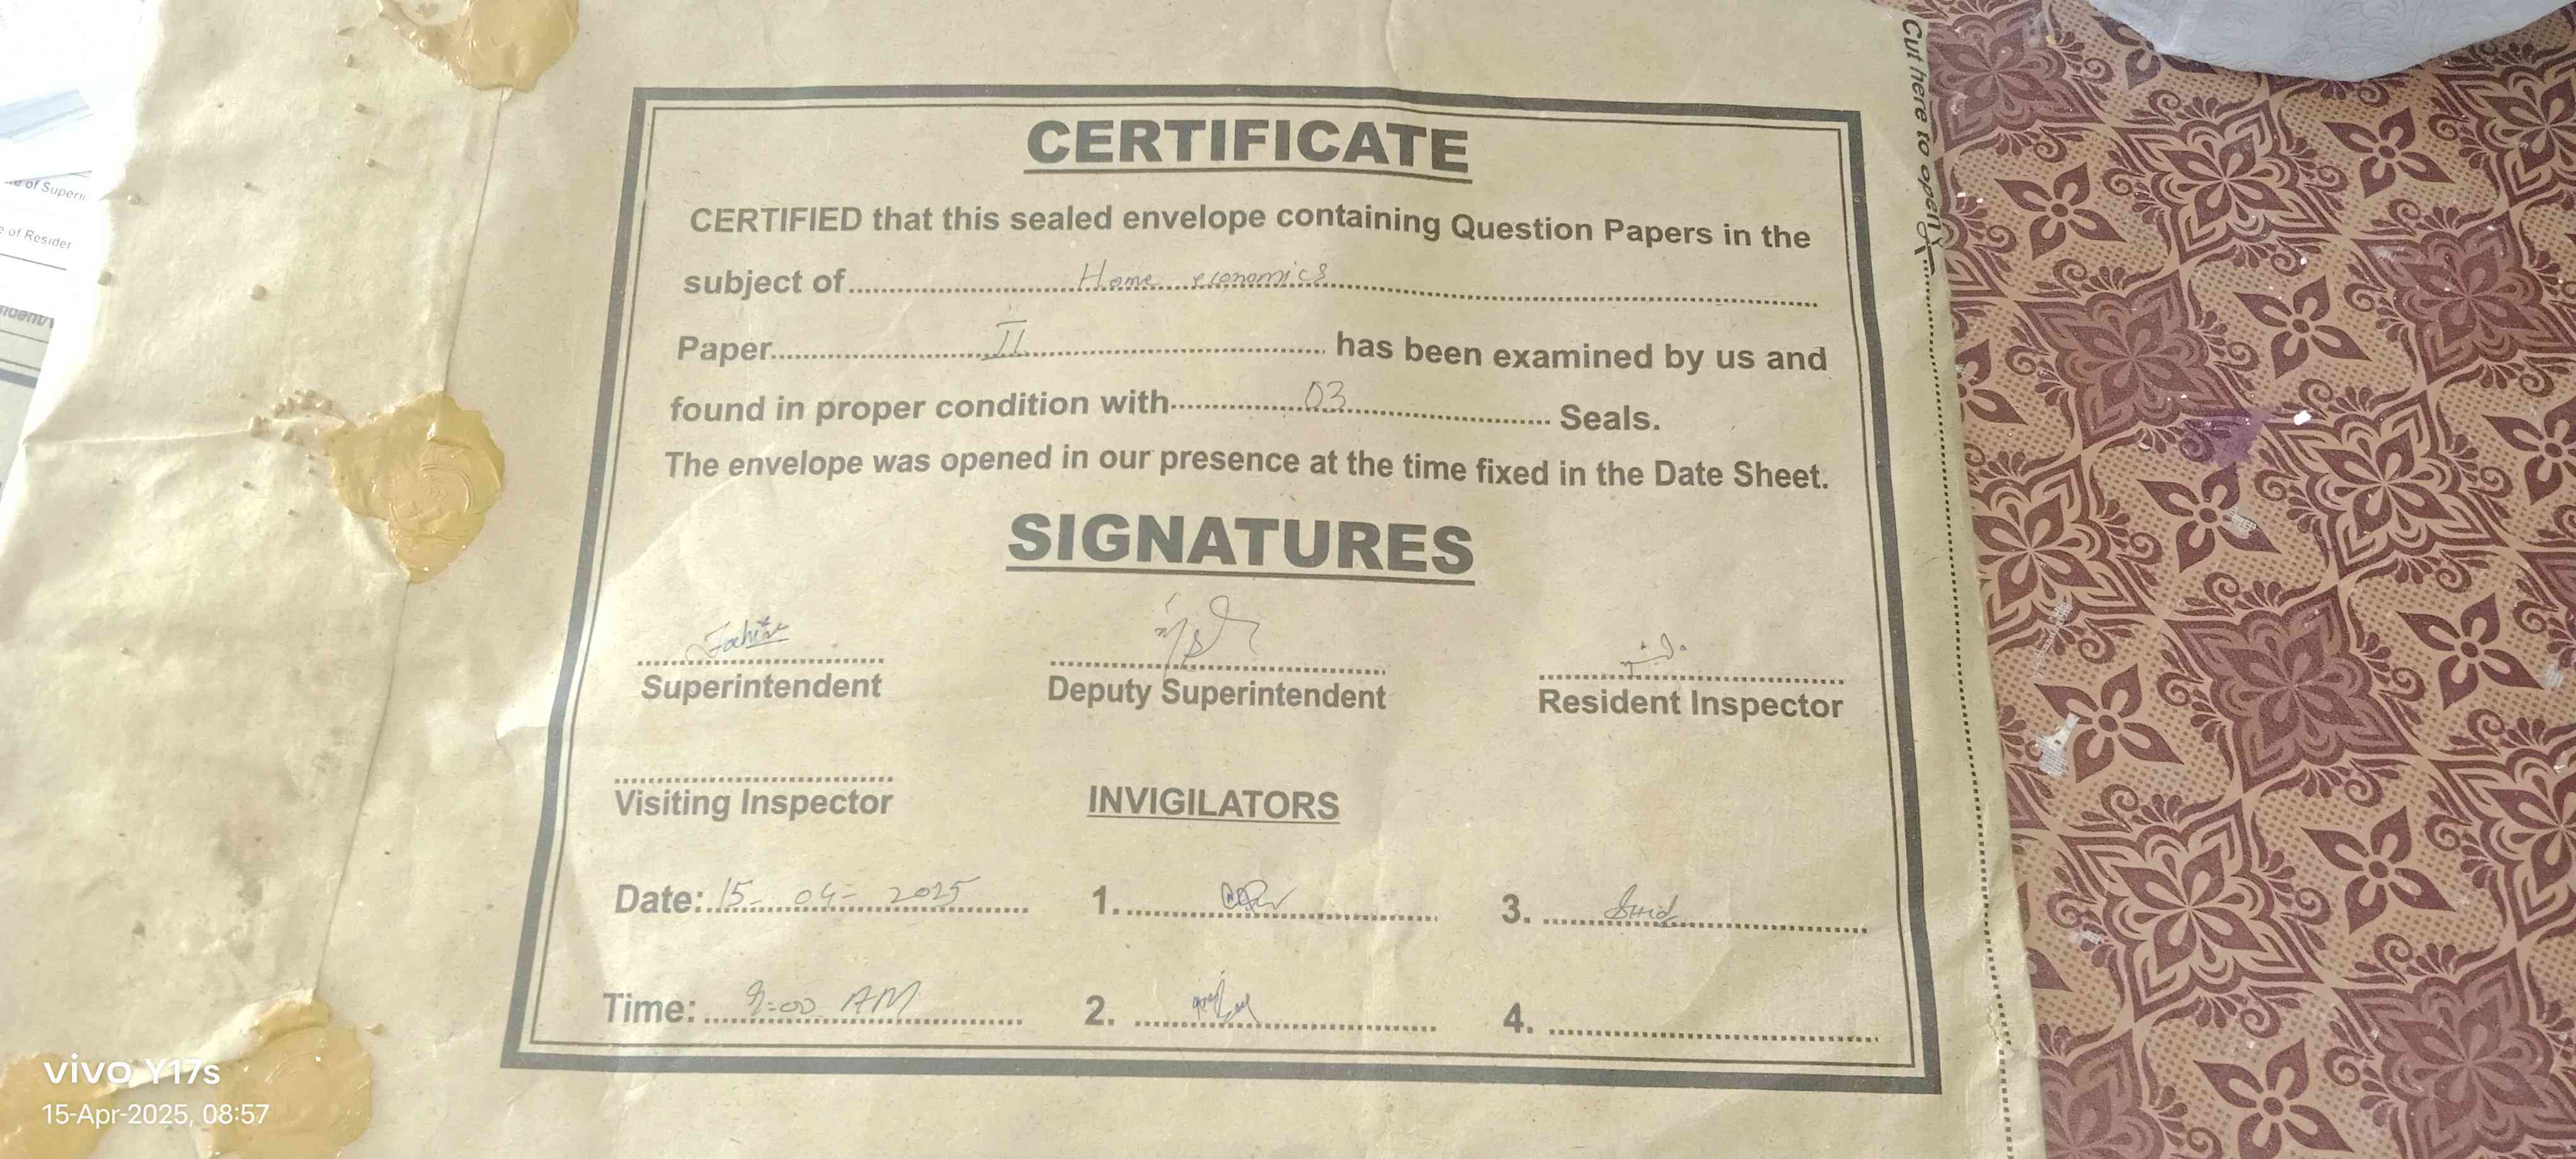 Cut here to open
e of Superin
e of Resider
CERTIFICATE
CERTIFIED that this sealed envelope containing Question Papers in the
subject of Home economics
Paper II has been examined by us and
found in proper condition with 03 Seals.
The envelope was opened in our presence at the time fixed in the Date Sheet.
SIGNATURES
Superintendent Deputy Superintendent Resident Inspector
Visiting Inspector INVIGILATORS
Date: 15-04-2025 1. 3.
Time: 9:00 AM 2. 4.
vivo Y17s
15-Apr-2025, 08:57